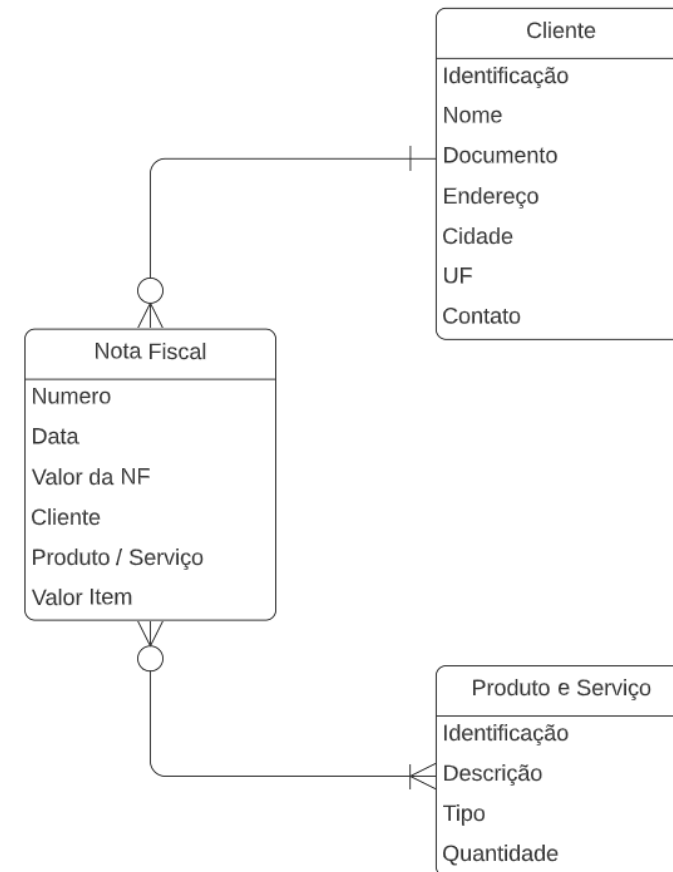 Cliente
Identificação
Nome
Documento
Endereço
Cidade
UF
Contato
Nota Fiscal
Numero
Data
Valor da NF
Cliente
Produto / Serviço
Valor Item
Produto e Serviço
Identificação
Descrição
Tipo
Quantidade